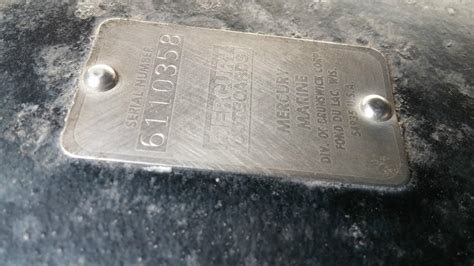 SERIAL NUMBER
6110358
MERCURY
OUTBOARDS
MERCURY
MARINE
DIV. OF BRUNSWICK CORP.
FOND DU LAC, WIS.